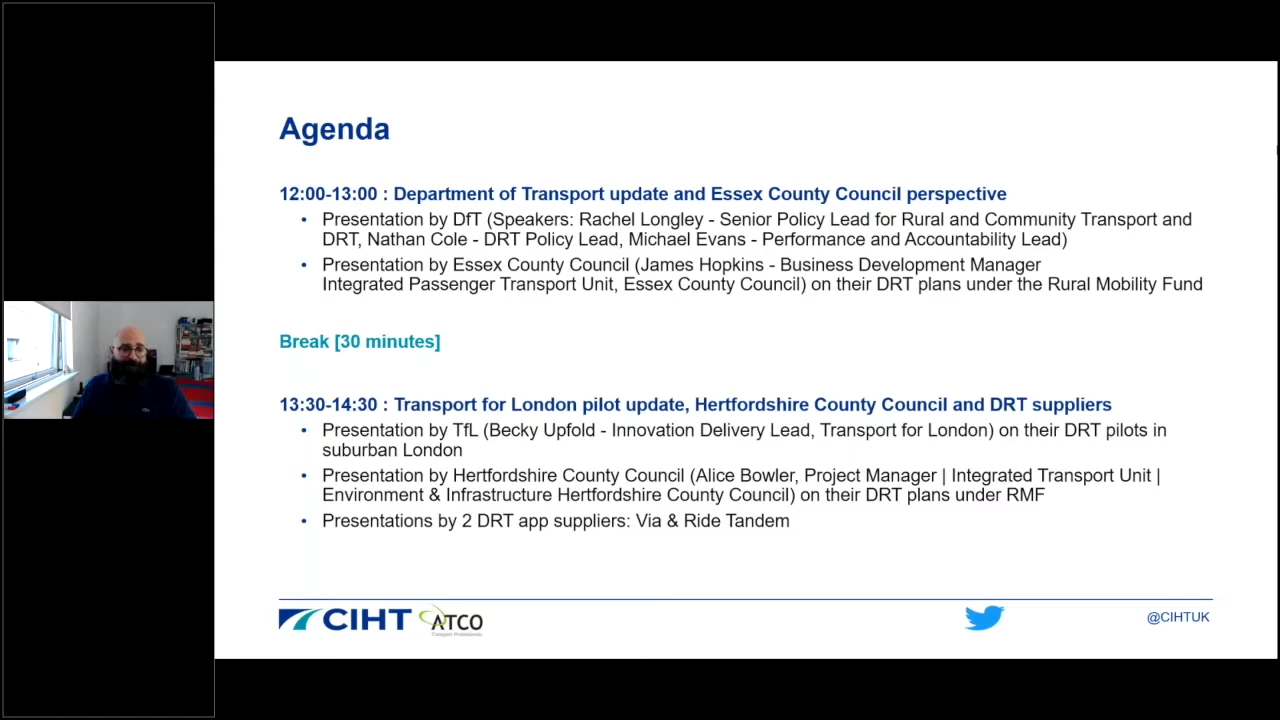 Agenda
12:00-13:00 : Department of Transport update and Essex County Council perspective
• Presentation by DfT (Speakers: Rachel Longley - Senior Policy Lead for Rural and Community Transport and
DRT, Nathan Cole - DRT Policy Lead, Michael Evans - Performance and Accountability Lead)
• Presentation by Essex County Council (James Hopkins - Business Development Manager
Integrated Passenger Transport Unit, Essex County Council) on their DRT plans under the Rural Mobility Fund
Break [30 minutes]
13:30-14:30 : Transport for London pilot update, Hertfordshire County Council and DRT suppliers
• Presentation by TfL (Becky Upfold - Innovation Delivery Lead, Transport for London) on their DRT pilots in
suburban London
• Presentation by Hertfordshire County Council (Alice Bowler, Project Manager | Integrated Transport Unit |
Environment & Infrastructure Hertfordshire County Council) on their DRT plans under RMF
• Presentations by 2 DRT app suppliers: Via & Ride Tandem
CIHT ATCO
Transport Professionals
@CIHTUK